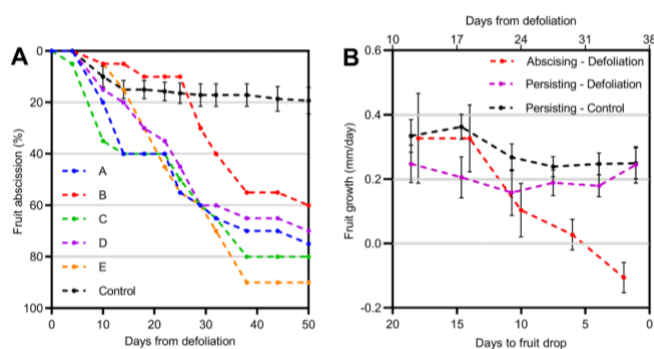 A
Fruit abscission (%)
0
20
40
60
80
100
A
B
C
D
E
Control
0
10
20
30
40
50
Days from defoliation
B
Days from defoliation
10
17
24
31
38
Fruit growth (mm/day)
0.6
0.4
0.2
0.0
-0.2
Abscising - Defoliation
Persisting - Defoliation
Persisting - Control
20
15
10
5
0
Days to fruit drop